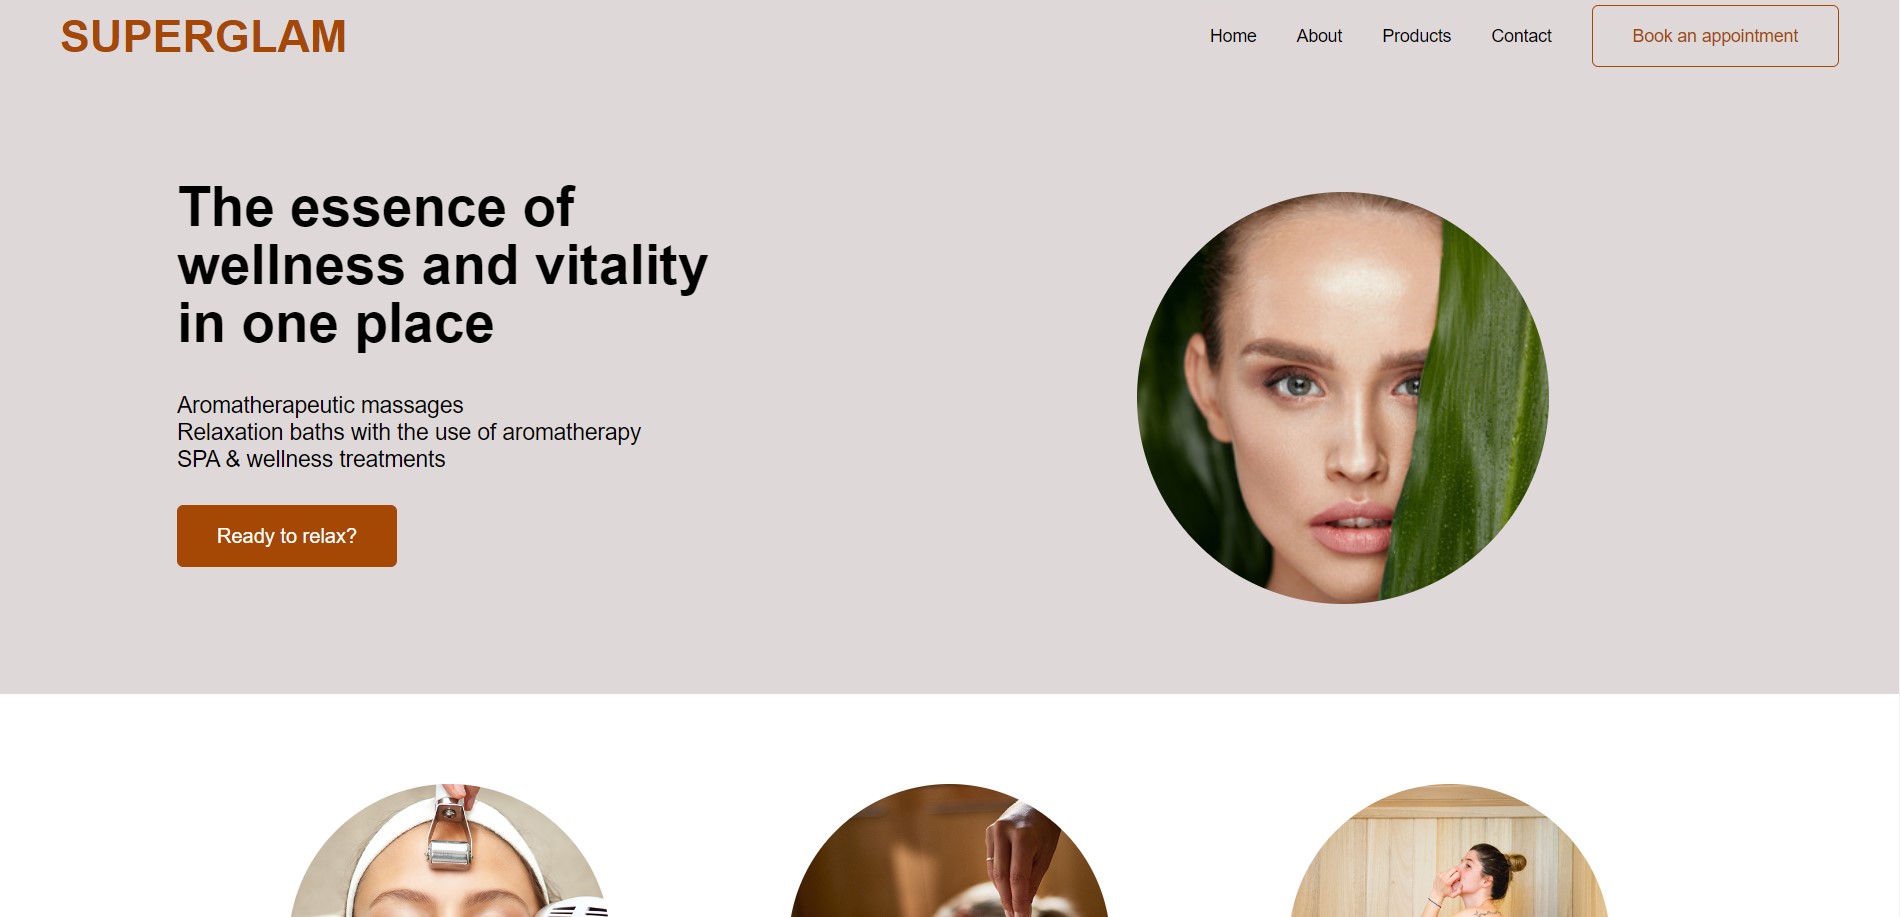 SUPERGLAM
Home
About
Products
Contact
Book an appointment
The essence of
wellness and vitality
in one place
Aromatherapeutic massages
Relaxation baths with the use of aromatherapy
SPA & wellness treatments
Ready to relax?